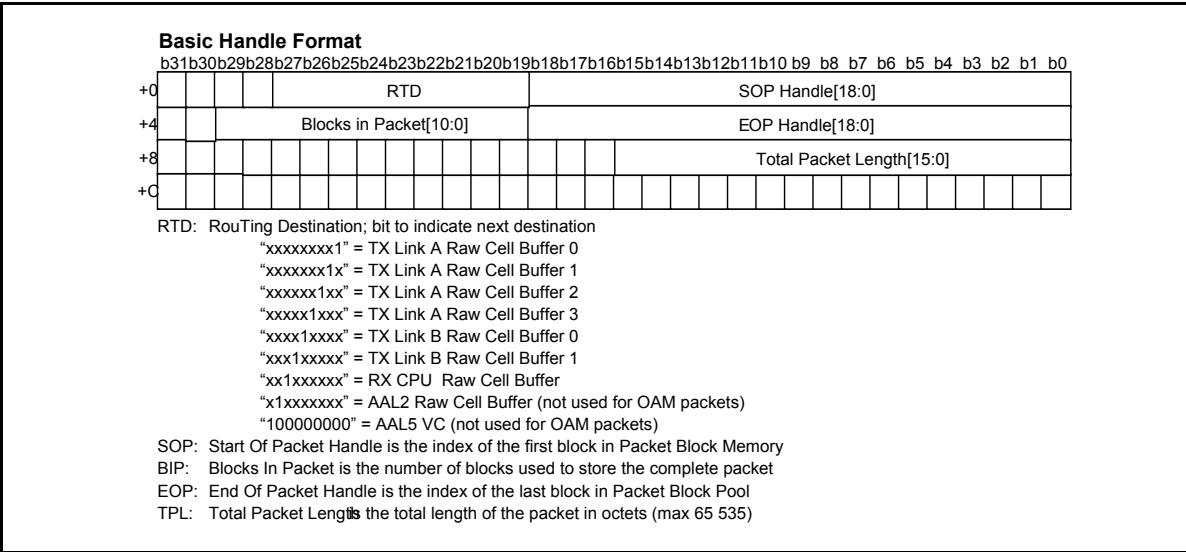 Basic Handle Format
b31b30b29b28b27b26b25b24b23b22b21b20b19b18b17b16b15b14b13b12b11b10 b9 b8 b7 b6 b5 b4 b3 b2 b1 b0
+0 RTD SOP Handle[18:0]
+4 Blocks in Packet[10:0] EOP Handle[18:0]
+8 Total Packet Length[15:0]
+C
RTD: RouTing Destination; bit to indicate next destination
“xxxxxxxx1” = TX Link A Raw Cell Buffer 0
“xxxxxxx1x” = TX Link A Raw Cell Buffer 1
“xxxxxx1xx” = TX Link A Raw Cell Buffer 2
“xxxxx1xxx” = TX Link A Raw Cell Buffer 3
“xxxx1xxxx” = TX Link B Raw Cell Buffer 0
“xxx1xxxxx” = TX Link B Raw Cell Buffer 1
“xx1xxxxxx” = RX CPU Raw Cell Buffer
“x1xxxxxxx” = AAL2 Raw Cell Buffer (not used for OAM packets)
“100000000” = AAL5 VC (not used for OAM packets)
SOP: Start Of Packet Handle is the index of the first block in Packet Block Memory
BIP: Blocks In Packet is the number of blocks used to store the complete packet
EOP: End Of Packet Handle is the index of the last block in Packet Block Pool
TPL: Total Packet Length is the total length of the packet in octets (max 65 535)